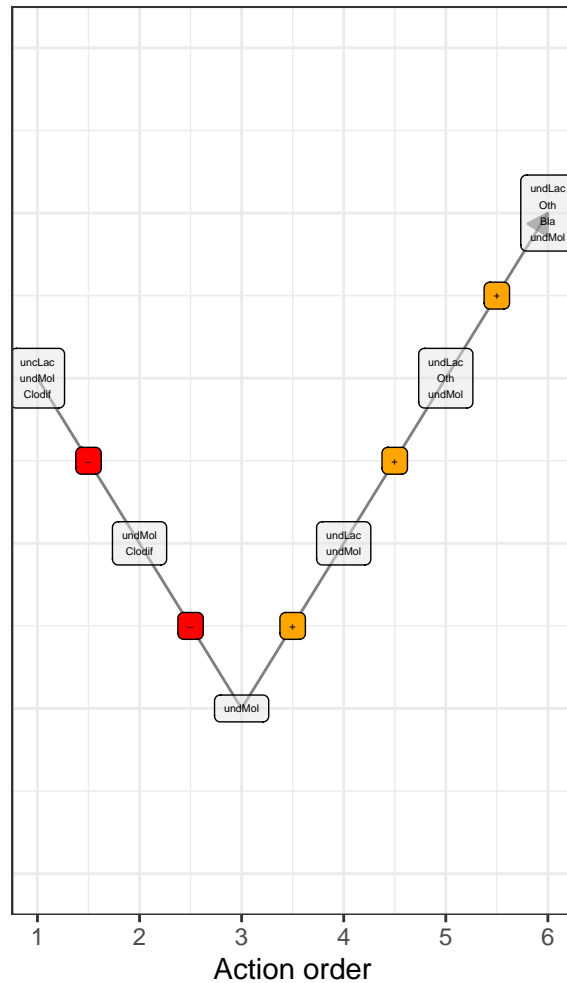 undLac
Oth
Bla
undMol
+
uncLac
undMol
Clodif
undLac
Oth
undMol
–
+
undMol
Clodif
undLac
undMol
–
+
undMol
1 2 3 4 5 6
Action order